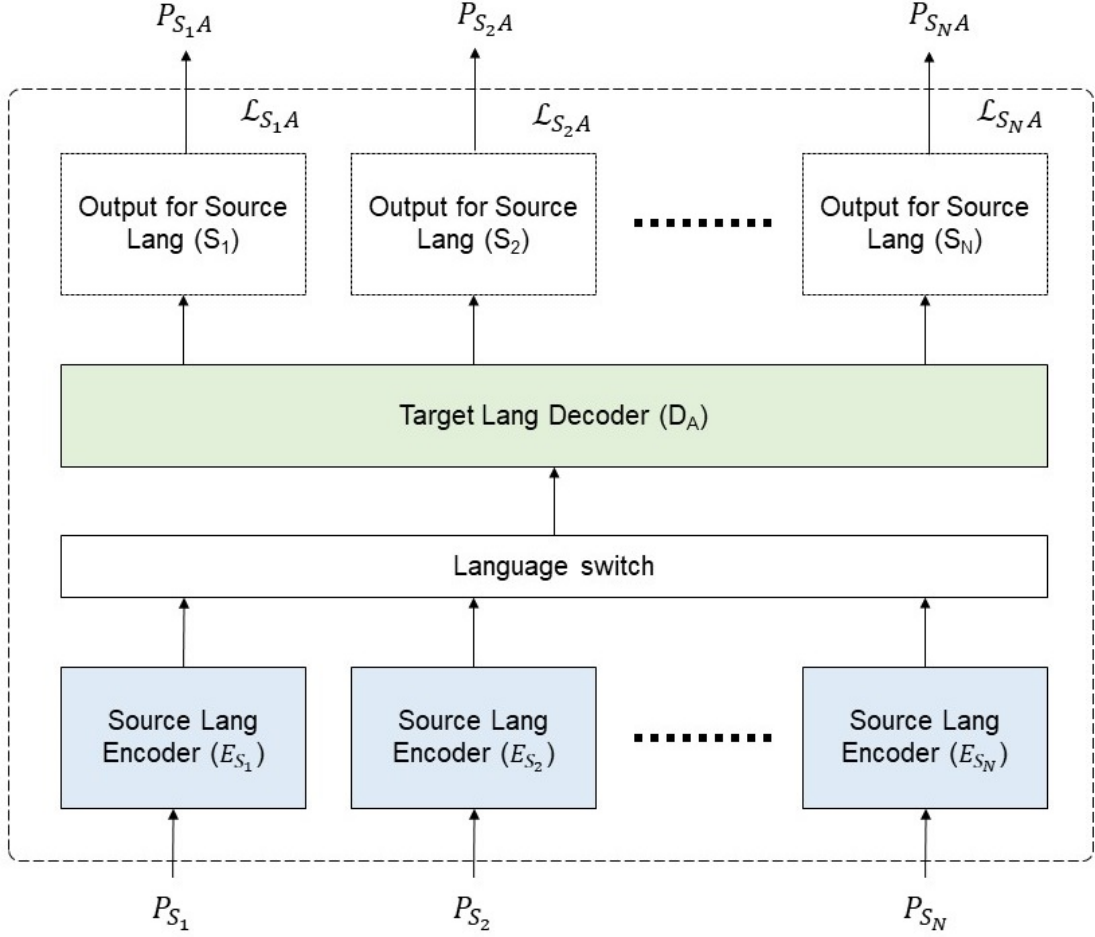 P_{S_1A} P_{S_2A} P_{S_NA}
ℒ_{S_1A} ℒ_{S_2A} ℒ_{S_NA}
Output for Source
Lang (S₁)
Output for Source
Lang (S₂)
Output for Source
Lang (S_N)
Target Lang Decoder (D_A)
Language switch
Source Lang
Encoder (E_{S_1})
Source Lang
Encoder (E_{S_2})
Source Lang
Encoder (E_{S_N})
P_{S_1} P_{S_2} P_{S_N}